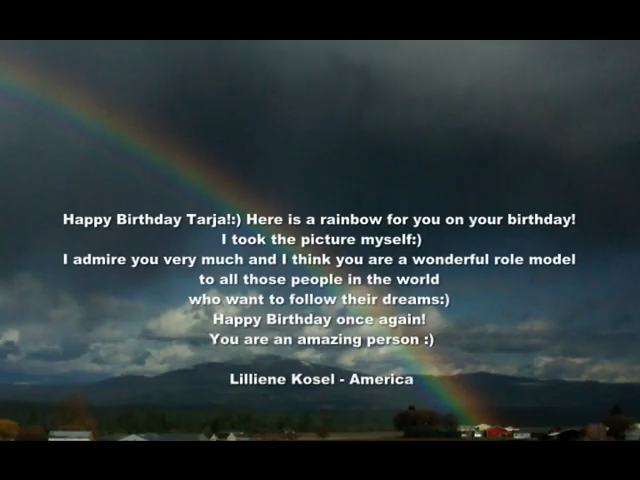 Happy Birthday Tarja!:) Here is a rainbow for you on your birthday!
I took the picture myself:)
I admire you very much and I think you are a wonderful role model
to all those people in the world
who want to follow their dreams:)
Happy Birthday once again!
You are an amazing person :)
Lilliene Kosel - America